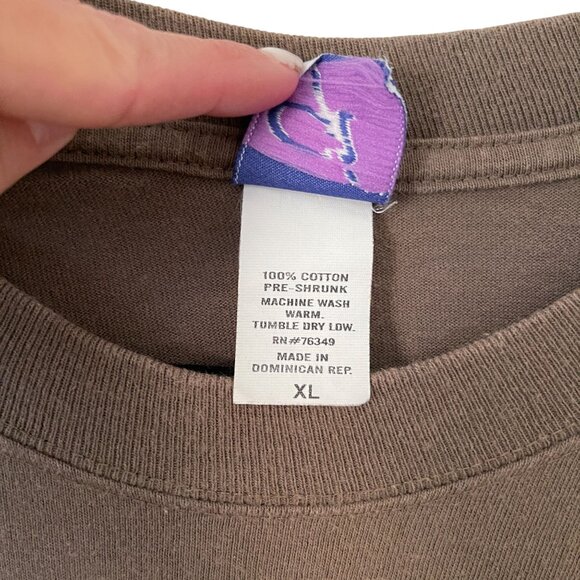 100% COTTON
PRE-SHRUNK
MACHINE WASH
WARM.
TUMBLE DRY LOW.
RN#76349
MADE IN
DOMINICAN REP.
XL